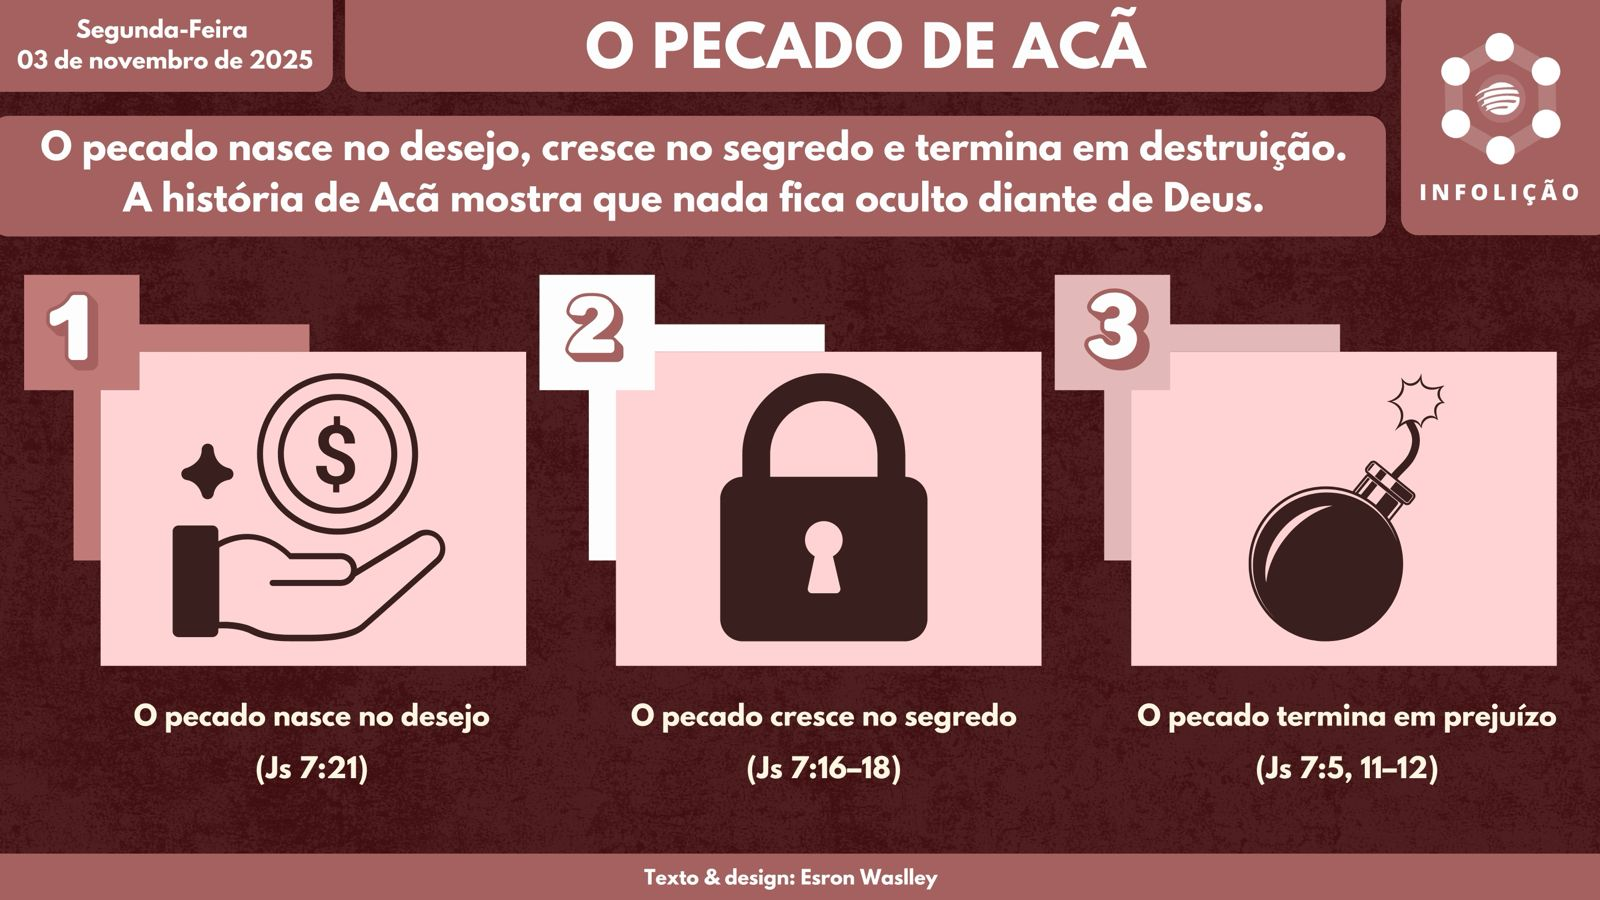 Segunda-Feira
03 de novembro de 2025
O PECADO DE ACÃ
O pecado nasce no desejo, cresce no segredo e termina em destruição.
A história de Acã mostra que nada fica oculto diante de Deus.
INFOLIÇÃO
1
$
O pecado nasce no desejo
(Js 7:21)
2
O pecado cresce no segredo
(Js 7:16–18)
3
O pecado termina em prejuízo
(Js 7:5, 11–12)
Texto & design: Esron Waslley